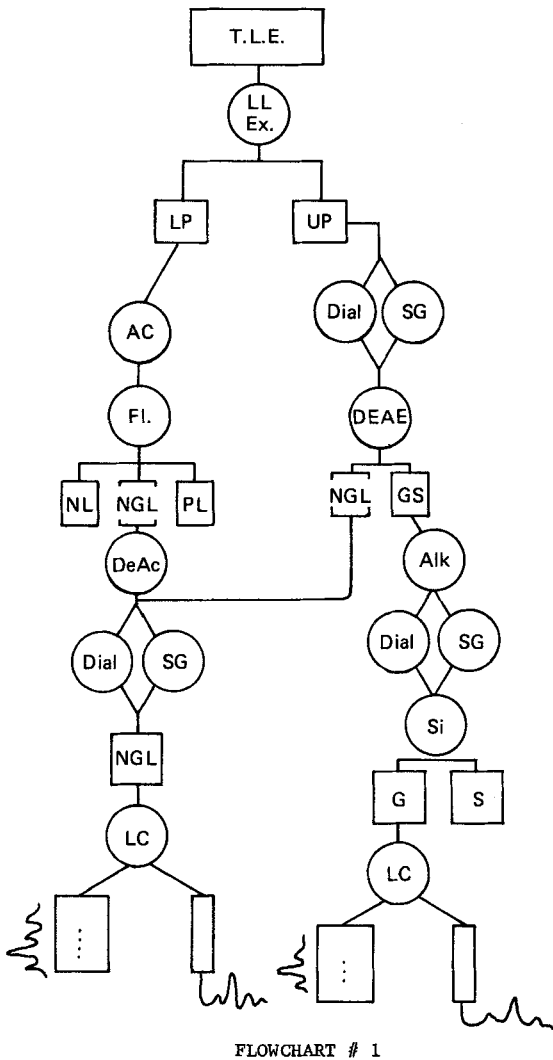 T.L.E.
LL
Ex.
LP
UP
Dial
SG
AC
DEAE
Fl.
NL
NGL
PL
NGL
GS
DeAc
Alk
Dial
SG
Dial
SG
Si
NGL
G
S
LC
LC
....
....
FLOWCHART # 1